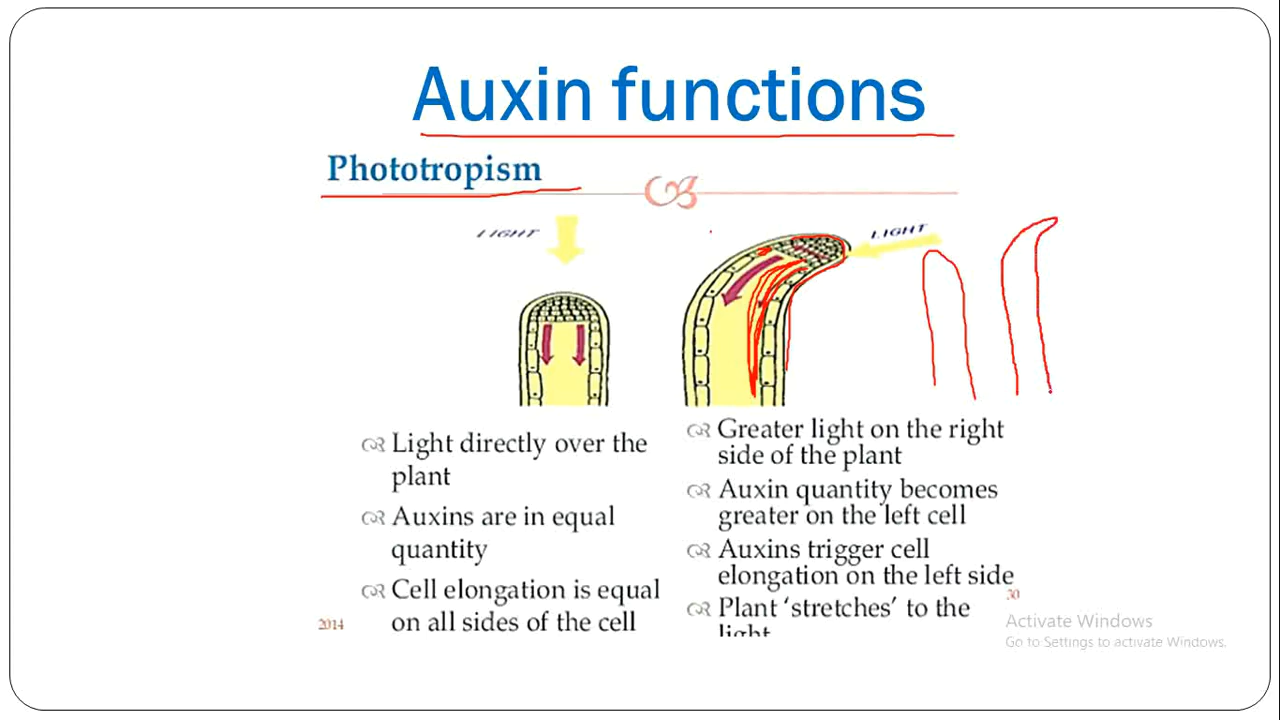 Auxin functions
Phototropism
LIGHT
LIGHT
Light directly over the
plant
Auxins are in equal
quantity
Cell elongation is equal
on all sides of the cell
Greater light on the right
side of the plant
Auxin quantity becomes
greater on the left cell
Auxins trigger cell
elongation on the left side
Plant ‘stretches’ to the
light
2014
30
Activate Windows
Go to Settings to activate Windows.